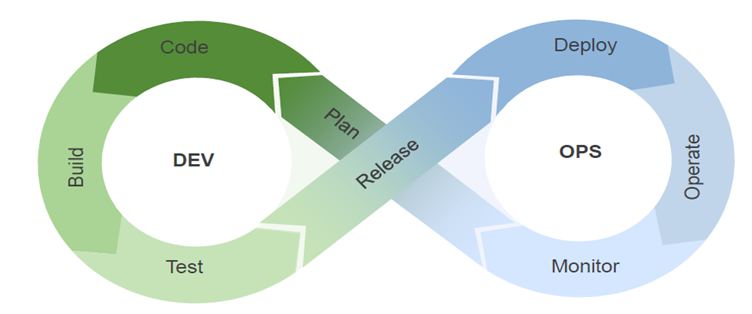 Code
Deploy
Plan
Build
DEV
Release
OPS
Operate
Test
Monitor